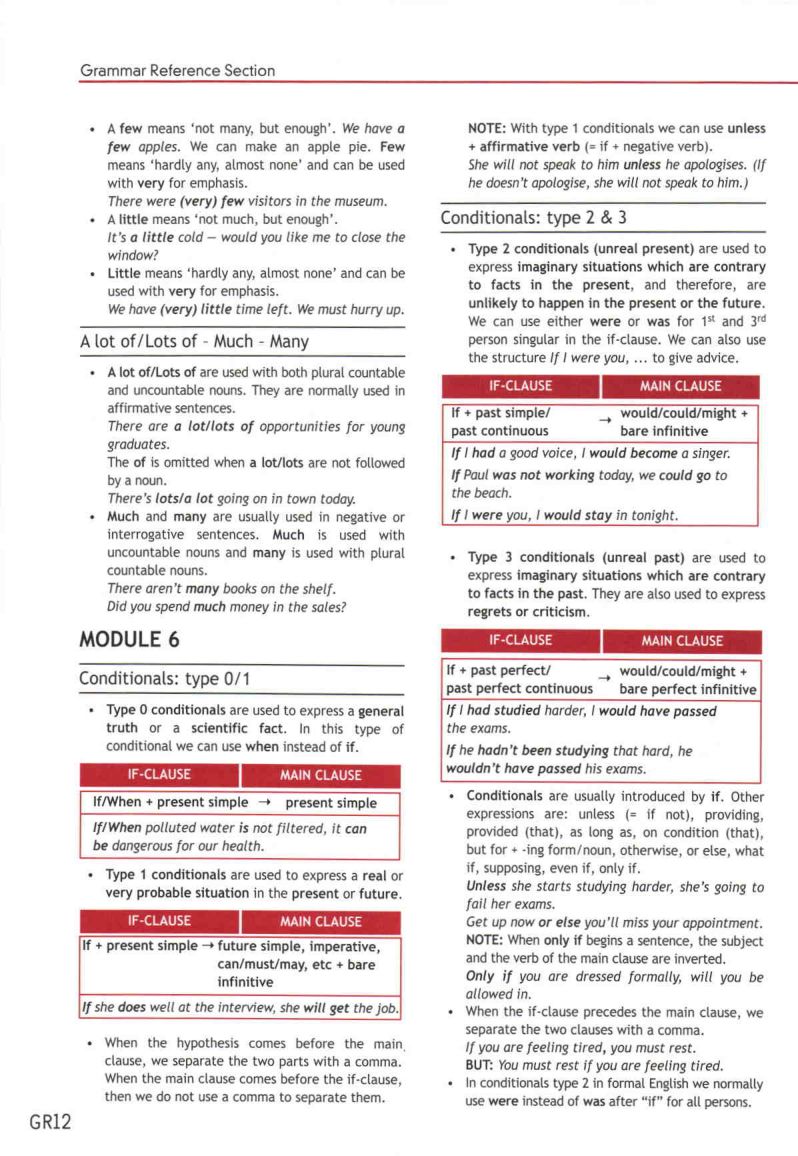 Grammar Reference Section
• A few means ‘not many, but enough’. We have a
few apples. We can make an apple pie. Few
means ‘hardly any, almost none’ and can be used
with very for emphasis.
There were (very) few visitors in the museum.
• A little means ‘not much, but enough’.
It’s a little cold – would you like me to close the
window?
• Little means ‘hardly any, almost none’ and can be
used with very for emphasis.
We have (very) little time left. We must hurry up.
A lot of/Lots of - Much - Many
• A lot of/Lots of are used with both plural countable
and uncountable nouns. They are normally used in
affirmative sentences.
There are a lot/lots of opportunities for young
graduates.
The of is omitted when a lot/lots are not followed
by a noun.
There’s lots/a lot going on in town today.
• Much and many are usually used in negative or
interrogative sentences. Much is used with
uncountable nouns and many is used with plural
countable nouns.
There aren’t many books on the shelf.
Did you spend much money in the sales?
MODULE 6
Conditionals: type 0/1
• Type 0 conditionals are used to express a general
truth or a scientific fact. In this type of
conditional we can use when instead of if.
IF-CLAUSE MAIN CLAUSE
If/When + present simple → present simple
If/When polluted water is not filtered, it can
be dangerous for our health.
• Type 1 conditionals are used to express a real or
very probable situation in the present or future.
IF-CLAUSE MAIN CLAUSE
If + present simple → future simple, imperative,
can/must/may, etc + bare
infinitive
If she does well at the interview, she will get the job.
• When the hypothesis comes before the main
clause, we separate the two parts with a comma.
When the main clause comes before the if-clause,
then we do not use a comma to separate them.
NOTE: With type 1 conditionals we can use unless
+ affirmative verb (= if + negative verb).
She will not speak to him unless he apologises. (If
he doesn’t apologise, she will not speak to him.)
Conditionals: type 2 & 3
• Type 2 conditionals (unreal present) are used to
express imaginary situations which are contrary
to facts in the present, and therefore, are
unlikely to happen in the present or the future.
We can use either were or was for 1st and 3rd
person singular in the if-clause. We can also use
the structure If I were you, ... to give advice.
IF-CLAUSE MAIN CLAUSE
If + past simple/ → would/could/might +
past continuous bare infinitive
If I had a good voice, I would become a singer.
If Paul was not working today, we could go to
the beach.
If I were you, I would stay in tonight.
• Type 3 conditionals (unreal past) are used to
express imaginary situations which are contrary
to facts in the past. They are also used to express
regrets or criticism.
IF-CLAUSE MAIN CLAUSE
If + past perfect/ → would/could/might +
past perfect continuous bare perfect infinitive
If I had studied harder, I would have passed
the exams.
If he hadn’t been studying that hard, he
wouldn’t have passed his exams.
• Conditionals are usually introduced by if. Other
expressions are: unless (= if not), providing,
provided (that), as long as, on condition (that),
but for + -ing form/noun, otherwise, or else, what
if, supposing, even if, only if.
Unless she starts studying harder, she’s going to
fail her exams.
Get up now or else you’ll miss your appointment.
NOTE: When only if begins a sentence, the subject
and the verb of the main clause are inverted.
Only if you are dressed formally, will you be
allowed in.
• When the if-clause precedes the main clause, we
separate the two clauses with a comma.
If you are feeling tired, you must rest.
BUT: You must rest if you are feeling tired.
• In conditionals type 2 in formal English we normally
use were instead of was after “if” for all persons.
GR12